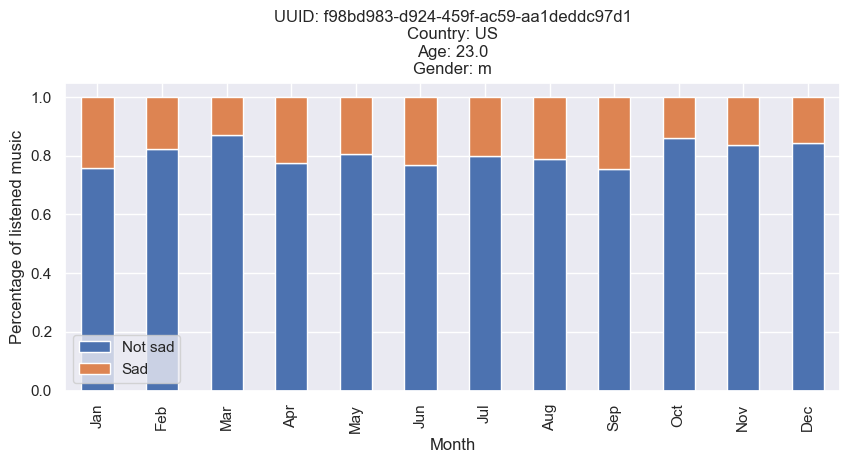 UUID: f98bd983-d924-459f-ac59-aa1deddc97d1
Country: US
Age: 23.0
Gender: m
Percentage of listened music
1.0
0.8
0.6
0.4
0.2
0.0
Not sad
Sad
Jan Feb Mar Apr May Jun Jul Aug Sep Oct Nov Dec
Month